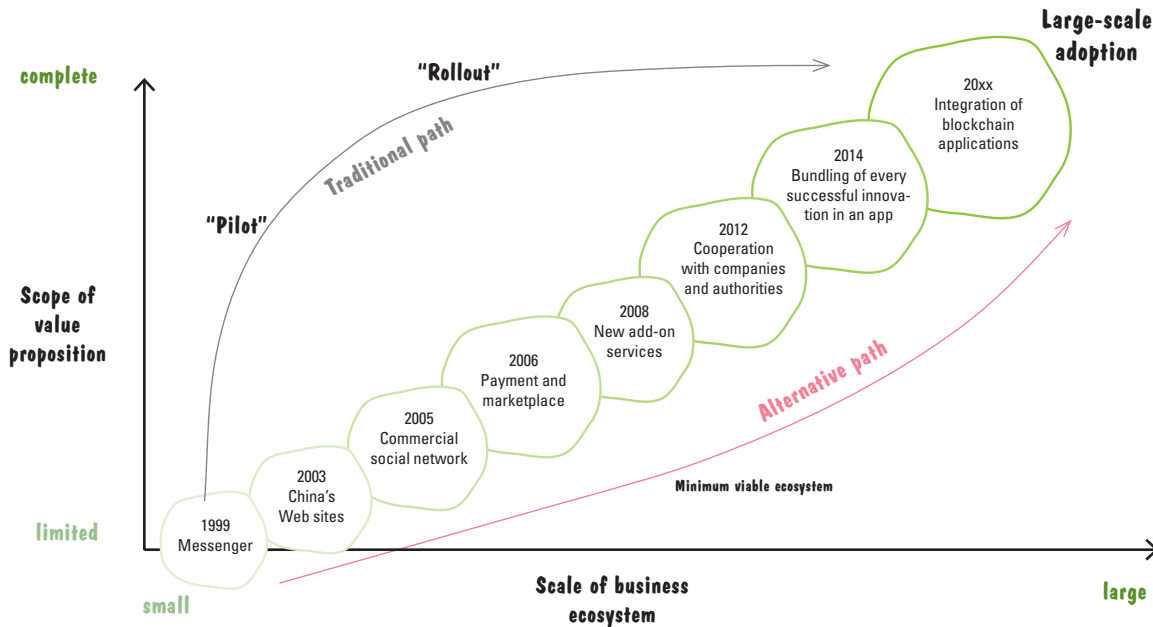 Large-scale
adoption
complete
“Rollout”
Traditional path
“Pilot”
20xx
Integration of
blockchain
applications
2014
Bundling of every
successful innova-
tion in an app
2012
Cooperation
with companies
and authorities
Scope of
value
proposition
2008
New add-on
services
2006
Payment and
marketplace
Alternative path
2005
Commercial
social network
2003
China’s
Web sites
Minimum viable ecosystem
1999
Messenger
limited
small
Scale of business
ecosystem
large